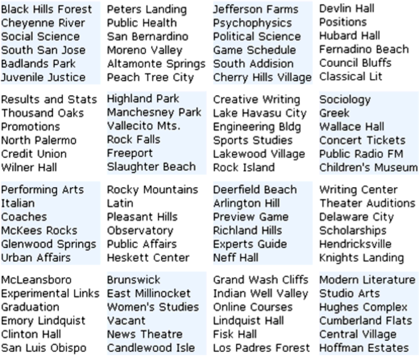 Black Hills Forest
Cheyenne River
Social Science
South San Jose
Badlands Park
Juvenile Justice
Peters Landing
Public Health
San Bernardino
Moreno Valley
Altamonte Springs
Peach Tree City
Jefferson Farms
Psychophysics
Political Science
Game Schedule
South Addision
Cherry Hills Village
Devlin Hall
Positions
Hubard Hall
Fernadino Beach
Council Bluffs
Classical Lit
Results and Stats
Thousand Oaks
Promotions
North Palermo
Credit Union
Wilner Hall
Highland Park
Manchesney Park
Vallecito Mts.
Rock Falls
Freeport
Slaughter Beach
Creative Writing
Lake Havasu City
Engineering Bldg
Sports Studies
Lakewood Village
Rock Island
Sociology
Greek
Wallace Hall
Concert Tickets
Public Radio FM
Children's Museum
Performing Arts
Italian
Coaches
McKees Rocks
Glenwood Springs
Urban Affairs
Rocky Mountains
Latin
Pleasant Hills
Observatory
Public Affairs
Heskett Center
Deerfield Beach
Arlington Hill
Preview Game
Richland Hills
Experts Guide
Neff Hall
Writing Center
Theater Auditions
Delaware City
Scholarships
Hendricksville
Knights Landing
McLeansboro
Experimental Links
Graduation
Emory Lindquist
Clinton Hall
San Luis Obispo
Brunswick
East Millinocket
Women's Studies
Vacant
News Theatre
Candlewood Isle
Grand Wash Cliffs
Indian Well Valley
Online Courses
Lindquist Hall
Fisk Hall
Los Padres Forest
Modern Literature
Studio Arts
Hughes Complex
Cumberland Flats
Central Village
Hoffman Estates